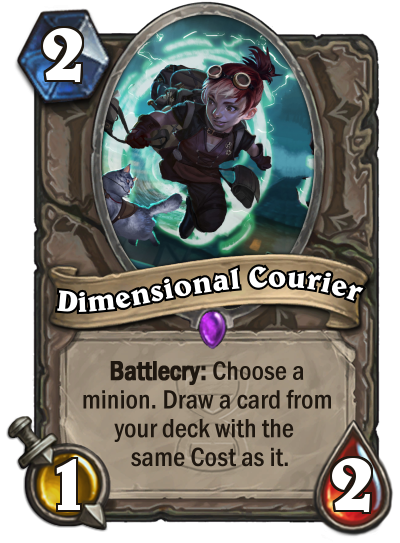 2
Dimensional Courier
Battlecry: Choose a
minion. Draw a card from
your deck with the
same Cost as it.
1
2